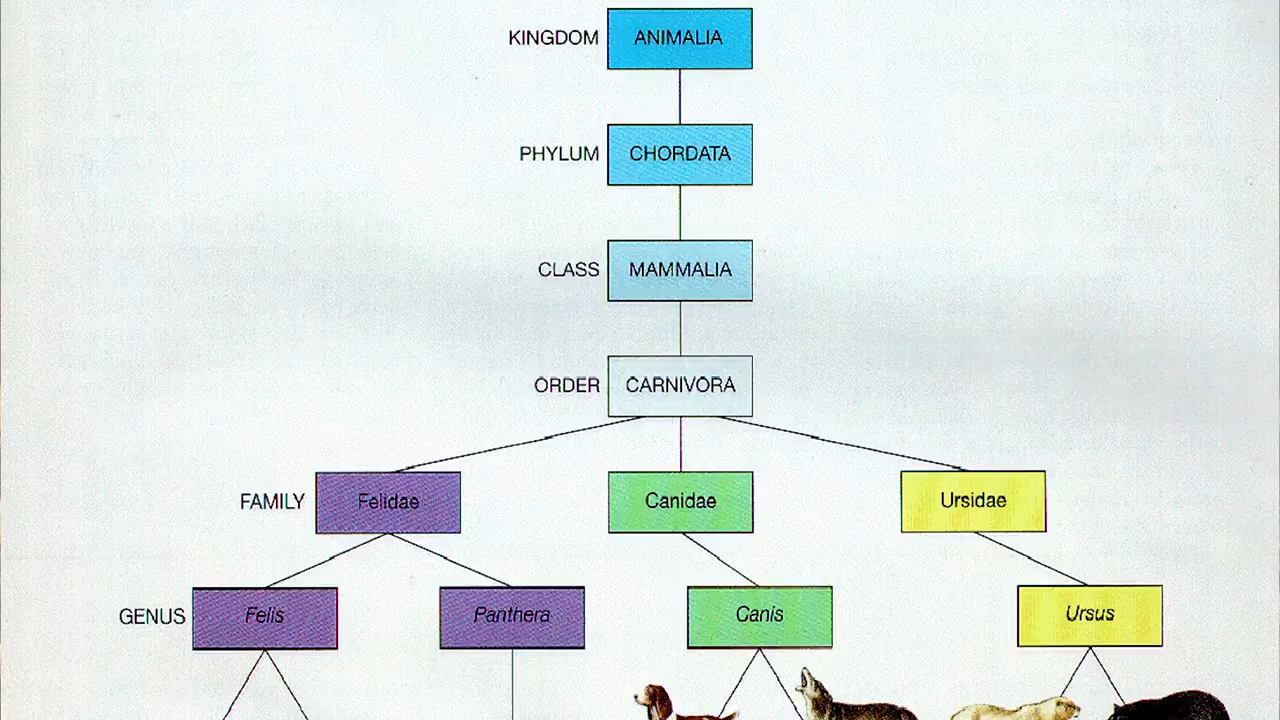 KINGDOM ANIMALIA
PHYLUM CHORDATA
CLASS MAMMALIA
ORDER CARNIVORA
FAMILY Felidae Canidae Ursidae
GENUS Felis Panthera Canis Ursus